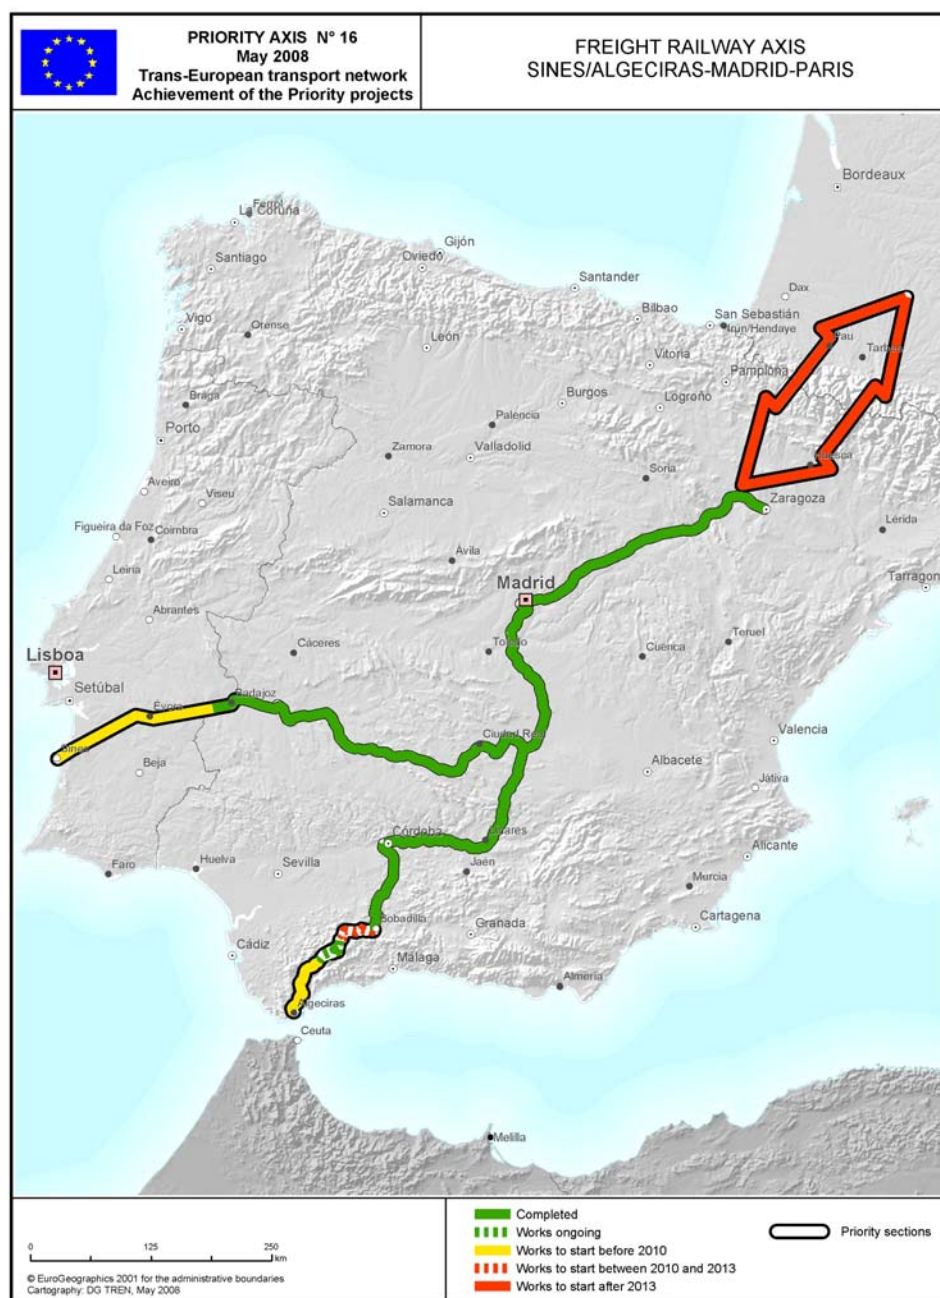 PRIORITY AXIS N° 16
May 2008
Trans-European transport network
Achievement of the Priority projects
FREIGHT RAILWAY AXIS
SINES/ALGECIRAS-MADRID-PARIS
Bordeaux
Ferrol
La Coruña
Gijón
Oviedo
Santiago
Santander
Dax
Bilbao
San Sebastián
Irún/Hendaye
Vigo
Orense
León
Pau
Tarbes
Vitoria
Pamplona
Braga
Burgos
Logroño
Palencia
Porto
Zamora
Valladolid
Soria
Huesca
Aveiro
Viseu
Salamanca
Zaragoza
Figueira da Foz
Coimbra
Lérida
Ávila
Leiria
Madrid
Tarragon
Abrantes
Cáceres
Toledo
Cuenca
Teruel
Lisboa
Setúbal
Badajoz
Évora
Ciudad Real
Valencia
Sines
Beja
Albacete
Játiva
Córdoba
Linares
Alicante
Faro
Huelva
Sevilla
Jaén
Murcia
Bobadilla
Granada
Cartagena
Cádiz
Málaga
Almería
Algeciras
Ceuta
Melilla
0 125 250
km
© EuroGeographics 2001 for the administrative boundaries
Cartography: DG TREN, May 2008
Completed
Works ongoing
Works to start before 2010
Works to start between 2010 and 2013
Works to start after 2013
Priority sections